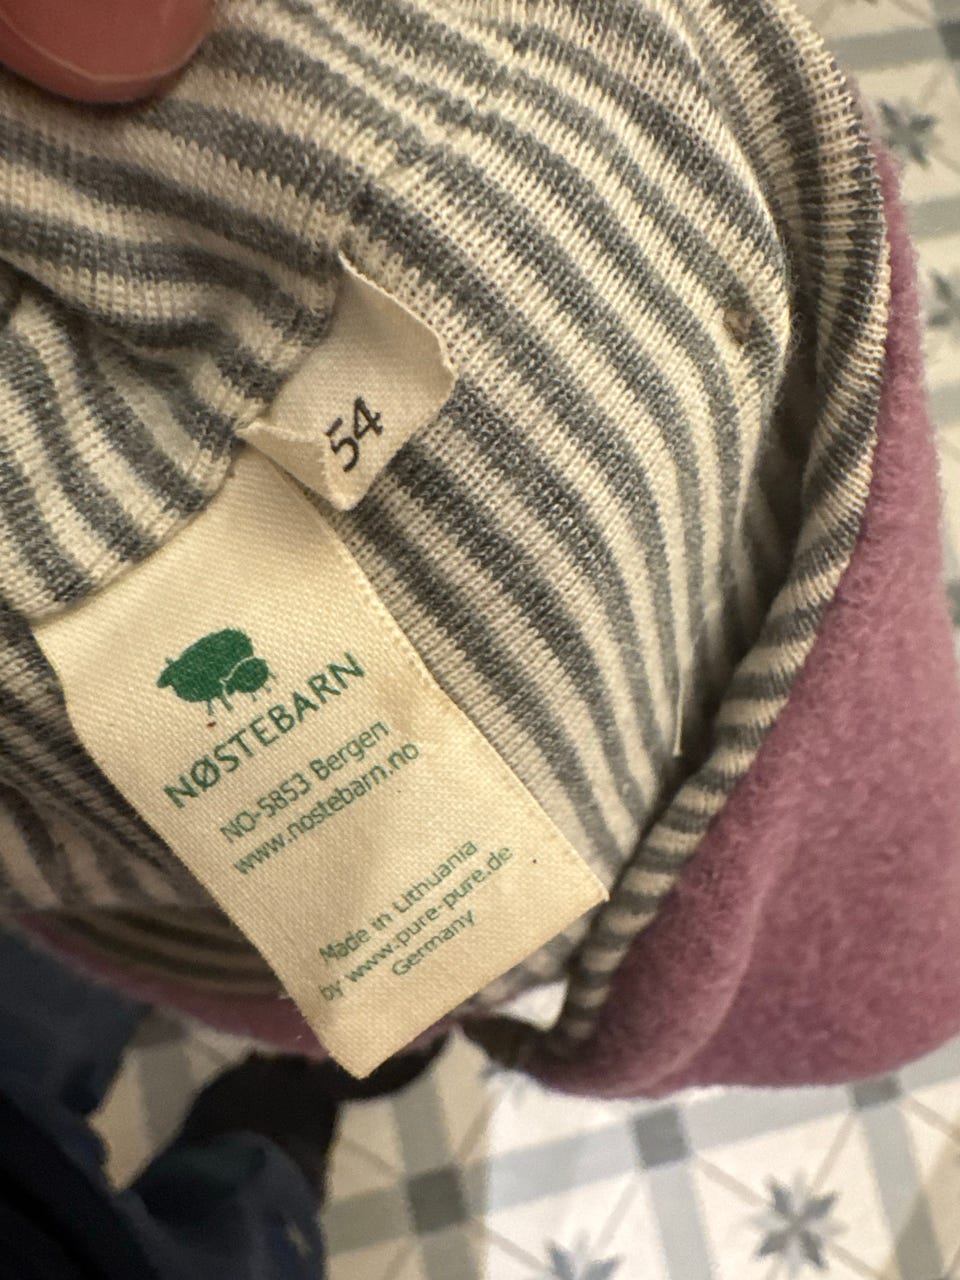 54
NØSTEBARN
NO-5853 Bergen
www.nostebarn.no
Made in Lithuania
by www.pure-pure.de
Germany